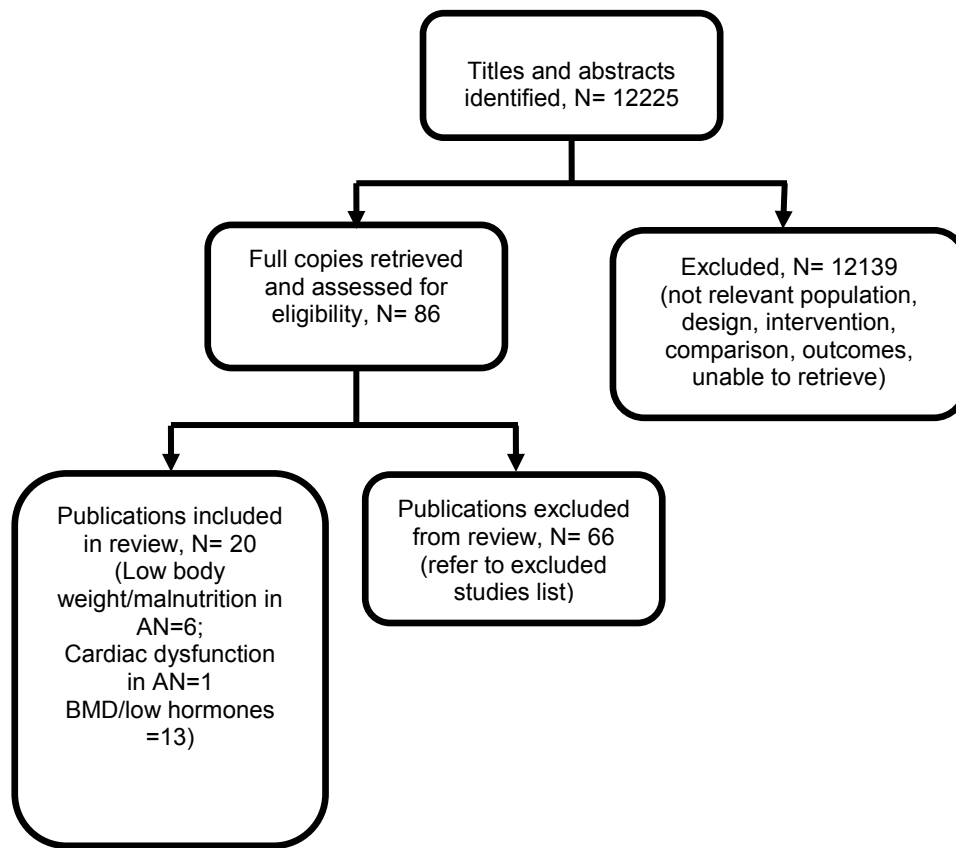 Titles and abstracts
identified, N= 12225
Full copies retrieved
and assessed for
eligibility, N= 86
Excluded, N= 12139
(not relevant population,
design, intervention,
comparison, outcomes,
unable to retrieve)
Publications included
in review, N= 20
(Low body
weight/malnutrition in
AN=6;
Cardiac dysfunction
in AN=1
BMD/low hormones
=13)
Publications excluded
from review, N= 66
(refer to excluded
studies list)